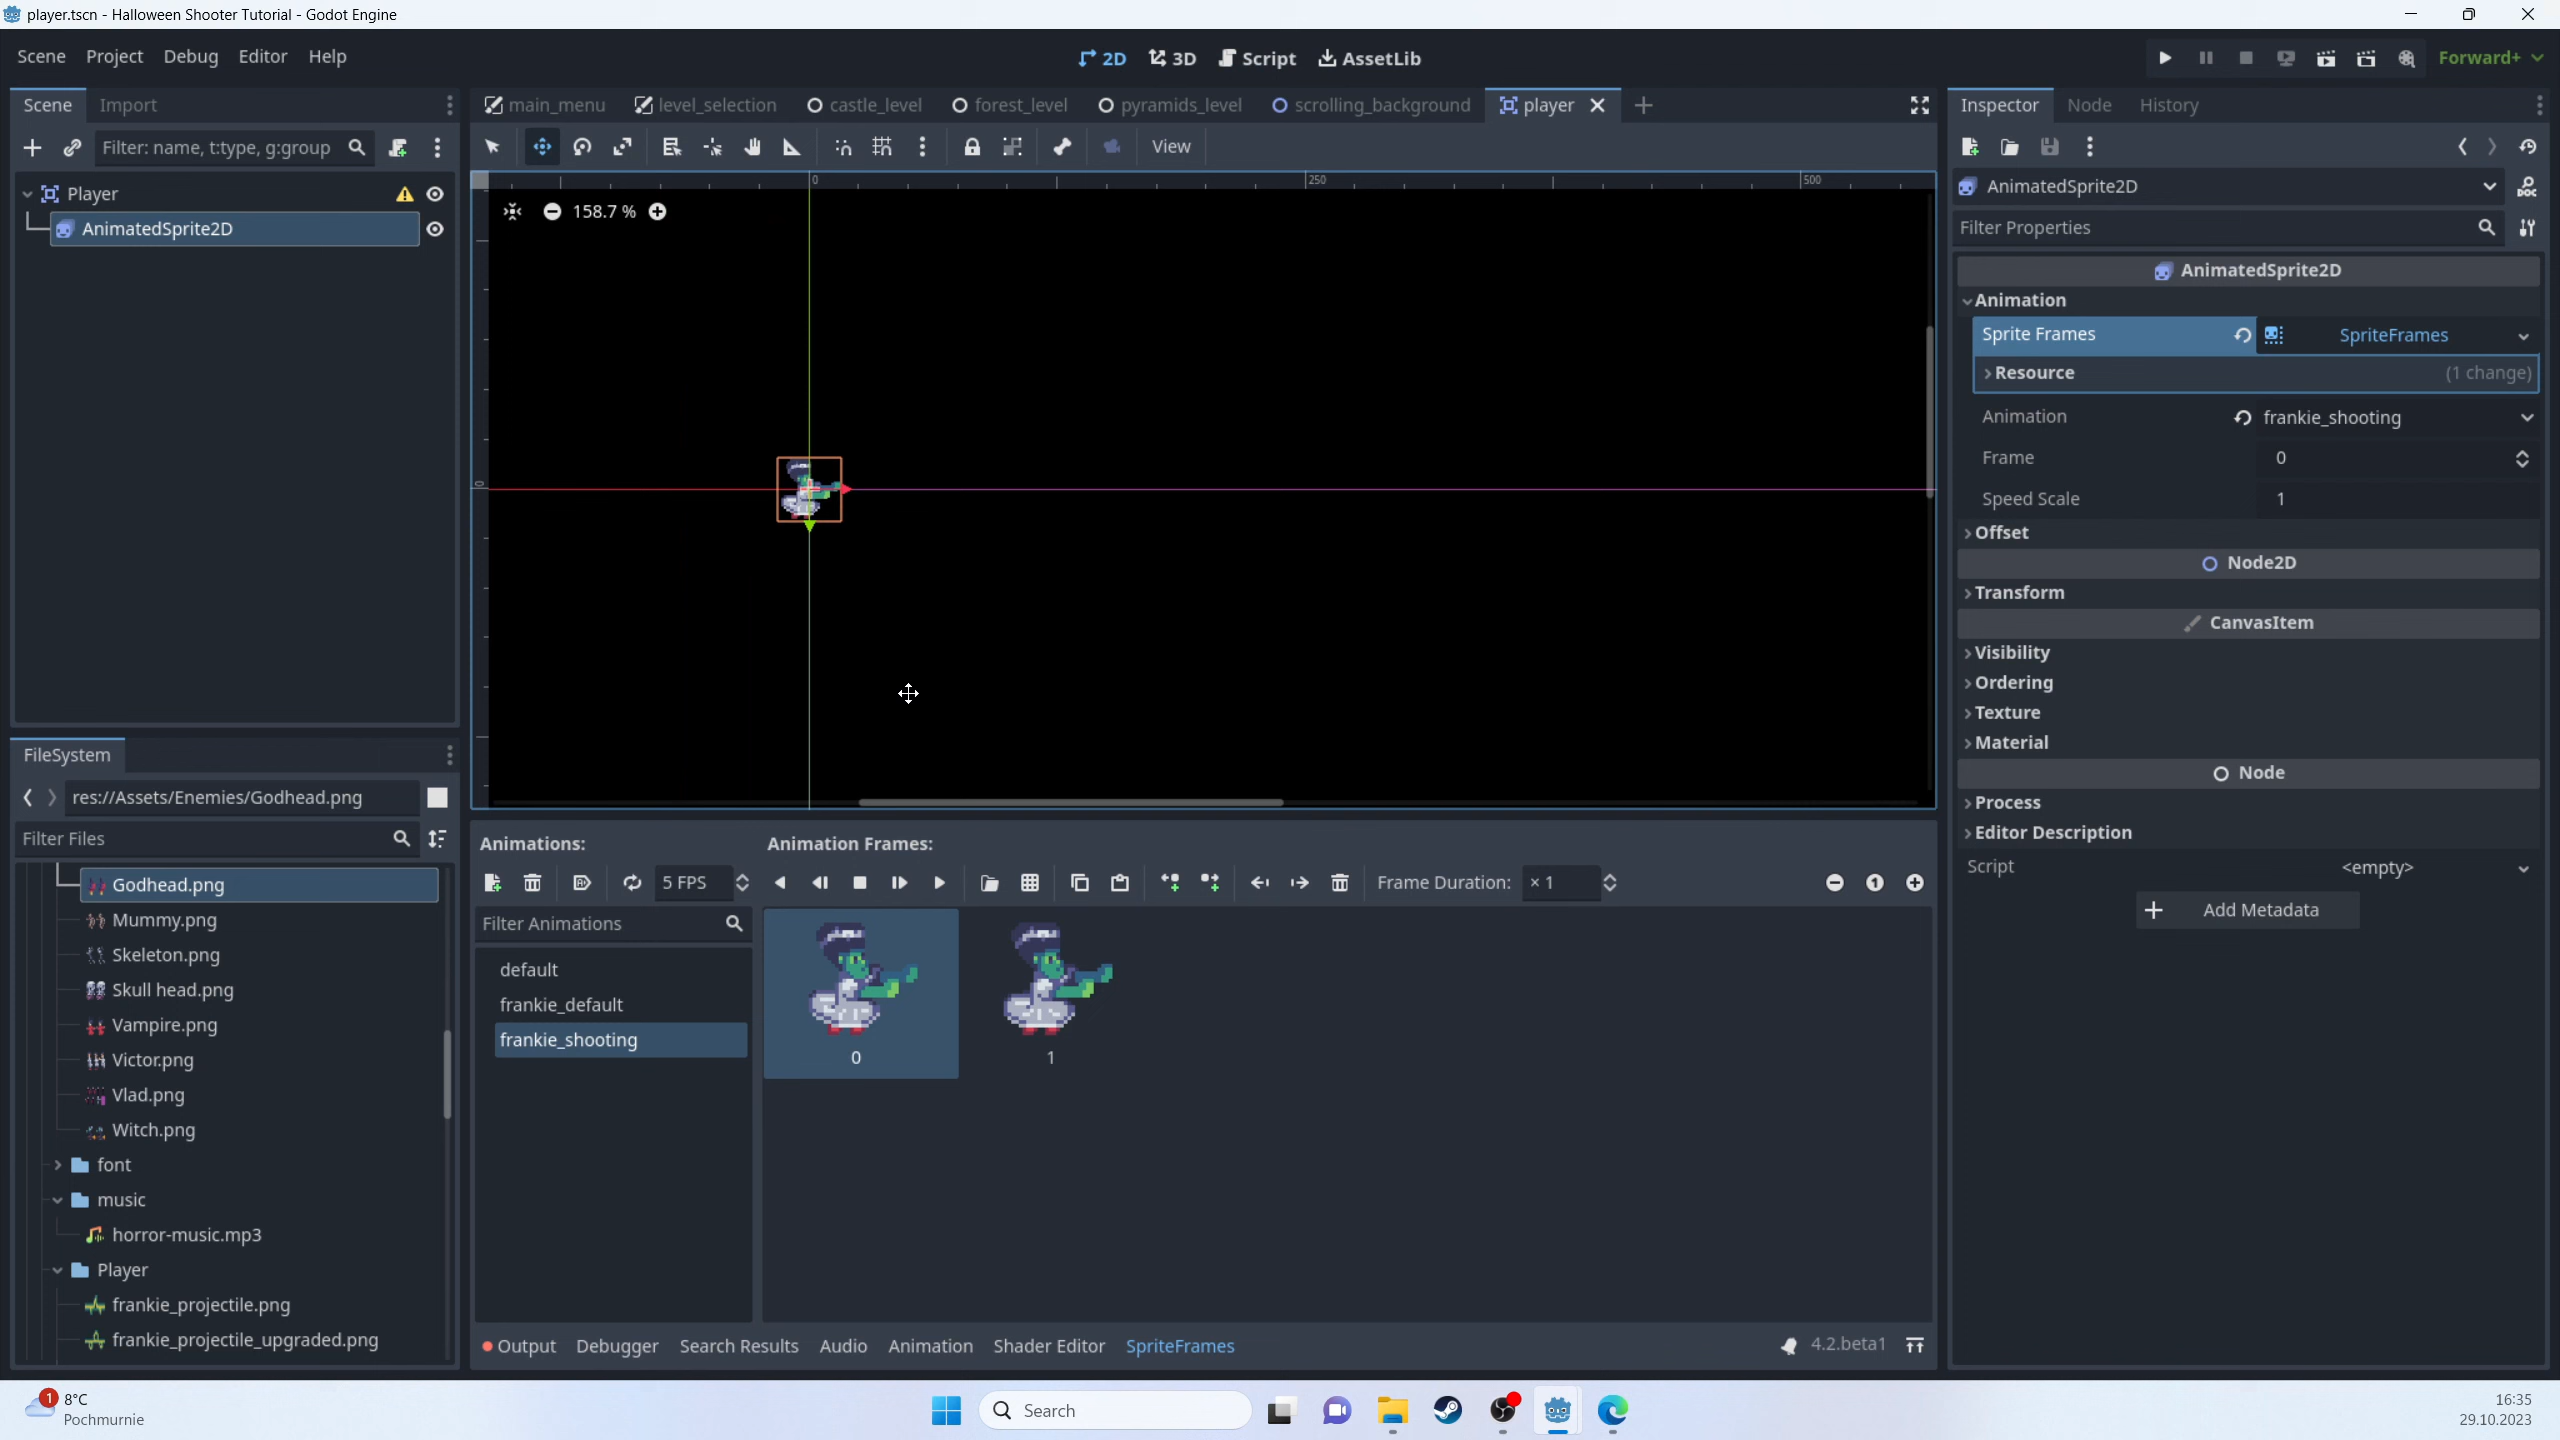 player.tscn - Halloween Shooter Tutorial - Godot Engine
Scene Project Debug Editor Help
2D 3D Script AssetLib
Forward+
Scene Import
main_menu level_selection castle_level forest_level pyramids_level scrolling_background player
Inspector Node History
Filter: name, t:type, g:group
View
Player
AnimatedSprite2D
0 250 500
158.7 %
0
AnimatedSprite2D
Filter Properties
AnimatedSprite2D
Animation
Sprite Frames SpriteFrames
Resource (1 change)
Animation frankie_shooting
Frame 0
Speed Scale 1
Offset
Node2D
Transform
CanvasItem
Visibility
Ordering
Texture
Material
Node
Process
Editor Description
Script <empty>
Add Metadata
FileSystem
res://Assets/Enemies/Godhead.png
Filter Files
Godhead.png
Mummy.png
Skeleton.png
Skull head.png
Vampire.png
Victor.png
Vlad.png
Witch.png
font
music
horror-music.mp3
Player
frankie_projectile.png
frankie_projectile_upgraded.png
Animations: Animation Frames:
5 FPS Frame Duration: × 1
Filter Animations
default
frankie_default
frankie_shooting
0 1
Output Debugger Search Results Audio Animation Shader Editor SpriteFrames
4.2.beta1
1
8°C
Pochmurnie
Search
16:35
29.10.2023